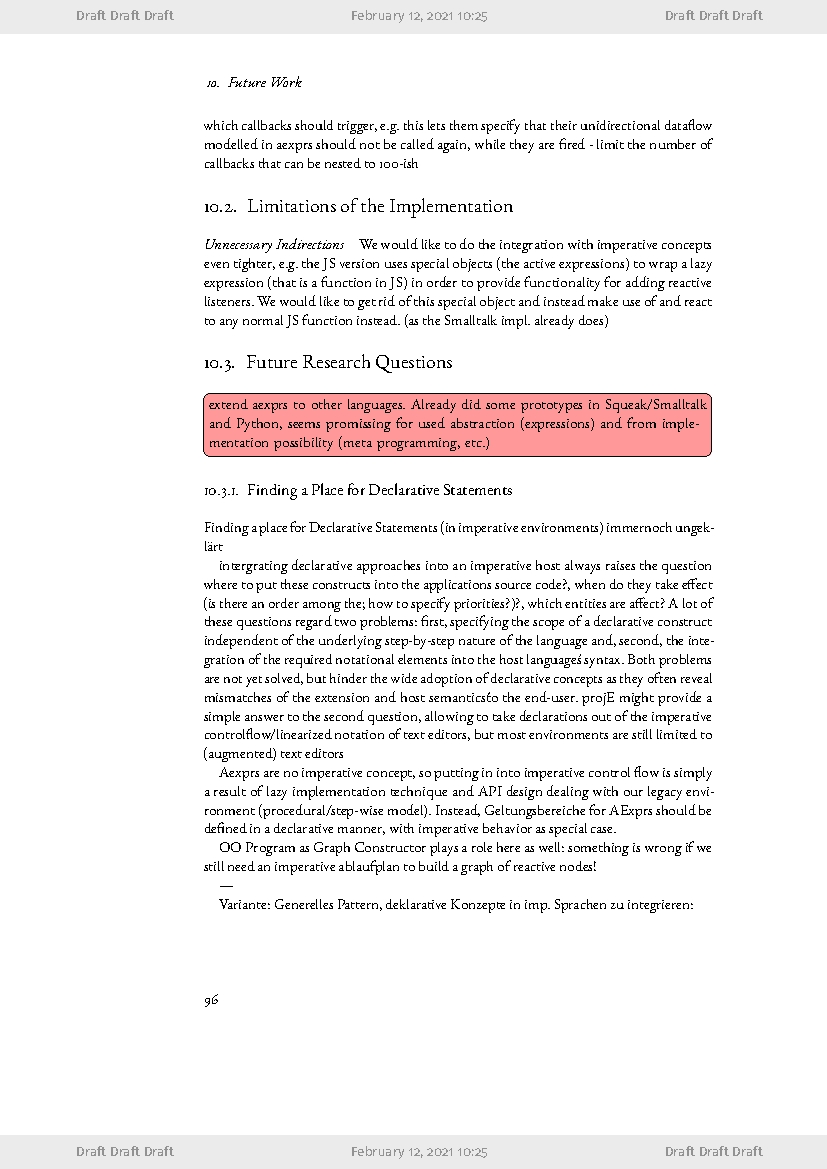 Draft Draft Draft February 12, 2021 10:25 Draft Draft Draft
10. Future Work
which callbacks should trigger, e.g. this lets them specify that their unidirectional dataflow
modelled in aexprs should not be called again, while they are fired - limit the number of
callbacks that can be nested to 100-ish
10.2. Limitations of the Implementation
Unnecessary Indirections We would like to do the integration with imperative concepts
even tighter, e.g. the JS version uses special objects (the active expressions) to wrap a lazy
expression (that is a function in JS) in order to provide functionality for adding reactive
listeners. We would like to get rid of this special object and instead make use of and react
to any normal JS function instead. (as the Smalltalk impl. already does)
10.3. Future Research Questions
extend aexprs to other languages. Already did some prototypes in Squeak/Smalltalk
and Python, seems promising for used abstraction (expressions) and from imple-
mentation possibility (meta programming, etc.)
10.3.1. Finding a Place for Declarative Statements
Finding a place for Declarative Statements (in imperative environments) immernoch ungek-
lärt
intergrating declarative approaches into an imperative host always raises the question
where to put these constructs into the applications source code?, when do they take effect
(is there an order among the; how to specify priorities?)?, which entities are affect? A lot of
these questions regard two problems: first, specifying the scope of a declarative construct
independent of the underlying step-by-step nature of the language and, second, the inte-
gration of the required notational elements into the host languageś syntax. Both problems
are not yet solved, but hinder the wide adoption of declarative concepts as they often reveal
mismatches of the extension and host semantics t́o the end-user. projE might provide a
simple answer to the second question, allowing to take declarations out of the imperative
controlflow/linearized notation of text editors, but most environments are still limited to
(augmented) text editors
Aexprs are no imperative concept, so putting in into imperative control flow is simply
a result of lazy implementation technique and API design dealing with our legacy envi-
ronment (procedural/step-wise model). Instead, Geltungsbereiche for AExprs should be
defined in a declarative manner, with imperative behavior as special case.
OO Program as Graph Constructor plays a role here as well: something is wrong if we
still need an imperative ablaufplan to build a graph of reactive nodes!
—
Variante: Generelles Pattern, deklarative Konzepte in imp. Sprachen zu integrieren:
96
Draft Draft Draft February 12, 2021 10:25 Draft Draft Draft